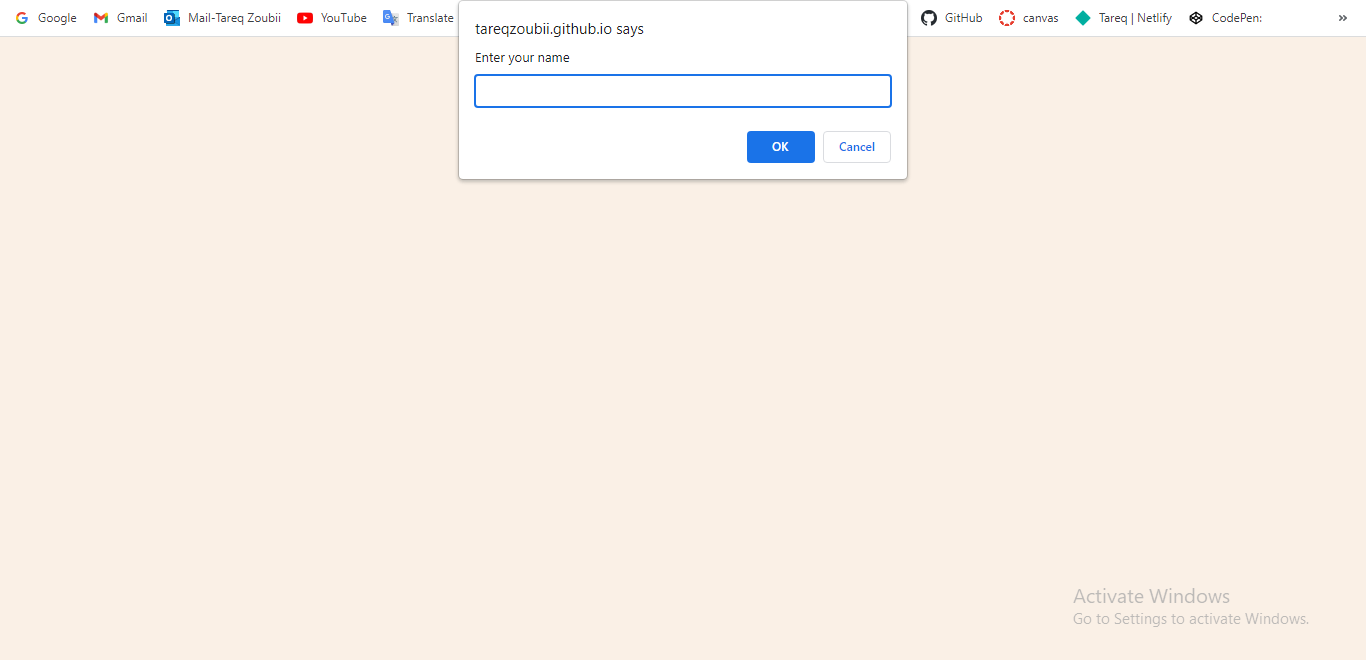 Google Gmail Mail-Tareq Zoubii YouTube Translate GitHub canvas Tareq | Netlify CodePen: »
tareqzoubii.github.io says
Enter your name
OK Cancel
Activate Windows
Go to Settings to activate Windows.